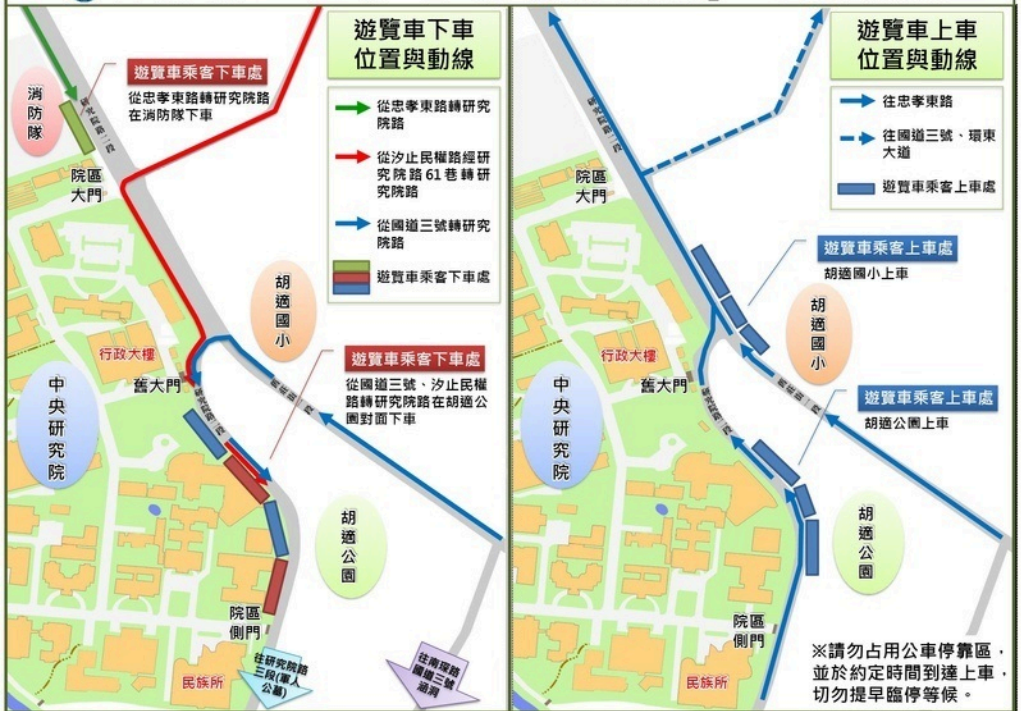 遊覽車下車
位置與動線
遊覽車乘客下車處
從忠孝東路轉研究院路
在消防隊下車
消防隊
研究院路二段
院區
大門
從忠孝東路轉研究
院路
從汐止民權路經研
究院路61巷轉研
究院路
從國道三號轉研究
院路
遊覽車乘客下車處
胡適國小
行政大樓
舊大門
中央研究院
遊覽車乘客下車處
從國道三號、汐止民權
路轉研究院路在胡適公
園對面下車
胡適公園
院區
側門
民族所
往研究院路
三段(軍人
公墓)
往南深路
國道三號
涵洞
遊覽車上車
位置與動線
往忠孝東路
往國道三號、環東
大道
遊覽車乘客上車處
研究院路二段
院區
大門
遊覽車乘客上車處
胡適國小上車
胡適國小
行政大樓
舊大門
中央研究院
遊覽車乘客上車處
胡適公園上車
胡適公園
院區
側門
民族所
※請勿占用公車停靠區，
並於約定時間到達上車，
切勿提早臨停等候。